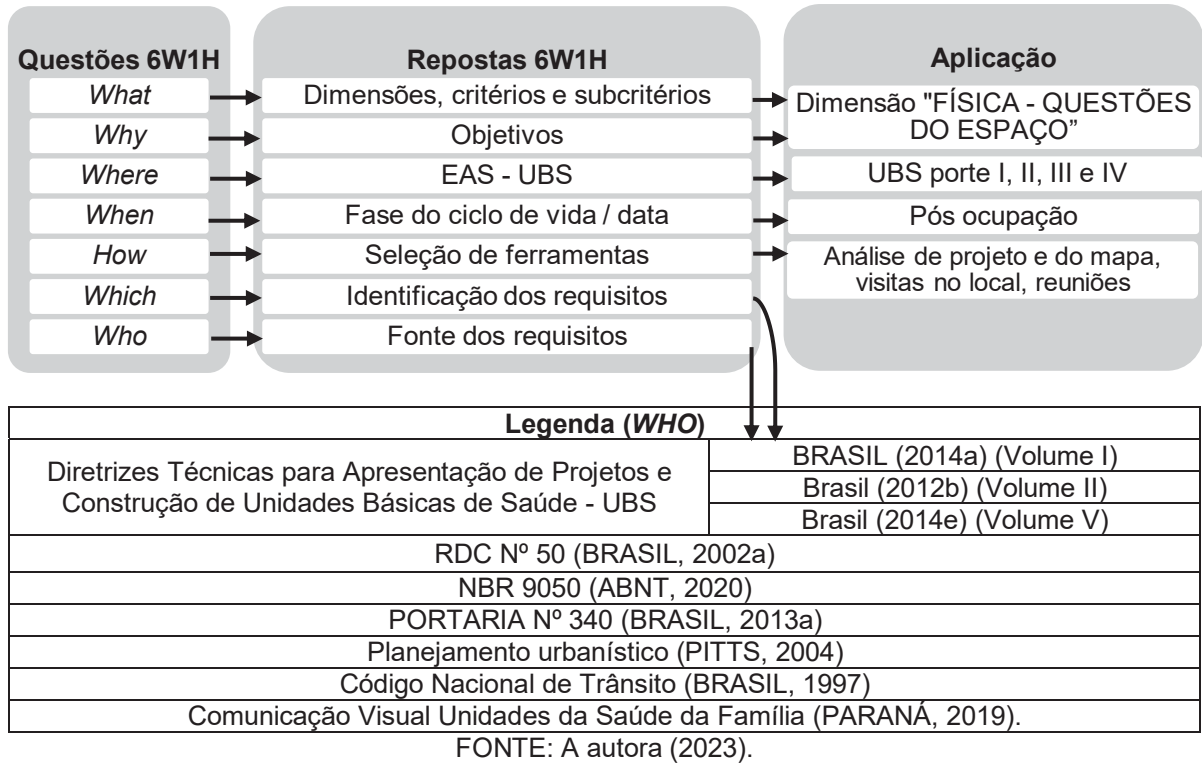 Questões 6W1H
Repostas 6W1H
Aplicação
What
Dimensões, critérios e subcritérios
Dimensão "FÍSICA - QUESTÕES
DO ESPAÇO”
Why
Objetivos
Where
EAS - UBS
UBS porte I, II, III e IV
When
Fase do ciclo de vida / data
Pós ocupação
How
Seleção de ferramentas
Análise de projeto e do mapa,
visitas no local, reuniões
Which
Identificação dos requisitos
Who
Fonte dos requisitos
Legenda (WHO)
Diretrizes Técnicas para Apresentação de Projetos e
Construção de Unidades Básicas de Saúde - UBS
BRASIL (2014a) (Volume I)
Brasil (2012b) (Volume II)
Brasil (2014e) (Volume V)
RDC Nº 50 (BRASIL, 2002a)
NBR 9050 (ABNT, 2020)
PORTARIA Nº 340 (BRASIL, 2013a)
Planejamento urbanístico (PITTS, 2004)
Código Nacional de Trânsito (BRASIL, 1997)
Comunicação Visual Unidades da Saúde da Família (PARANÁ, 2019).
FONTE: A autora (2023).